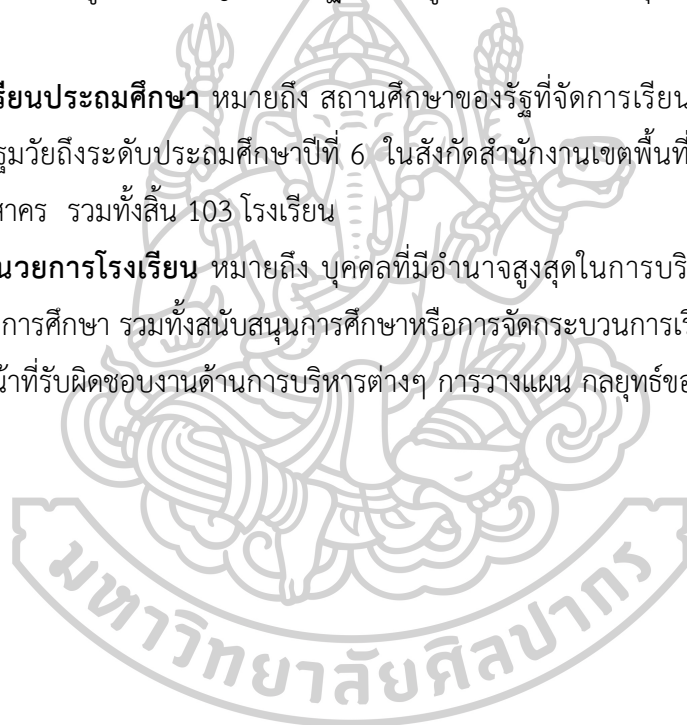 รียนประถมศึกษา หมายถึง สถานศึกษาของรัฐที่จัดการเรียน
ฐมวัยถึงระดับประถมศึกษาปีที่ 6 ในสังกัดสำนักงานเขตพื้นที่
สาคร รวมทั้งสิ้น 103 โรงเรียน
นวยการโรงเรียน หมายถึง บุคคลที่มีอำนาจสูงสุดในการบริ
การศึกษา รวมทั้งสนับสนุนการศึกษาหรือการจัดกระบวนการเรี
น้าที่รับผิดชอบงานด้านการบริหารต่างๆ การวางแผน กลยุทธ์ขอ
มหาวิทยาลัยศิลปากร